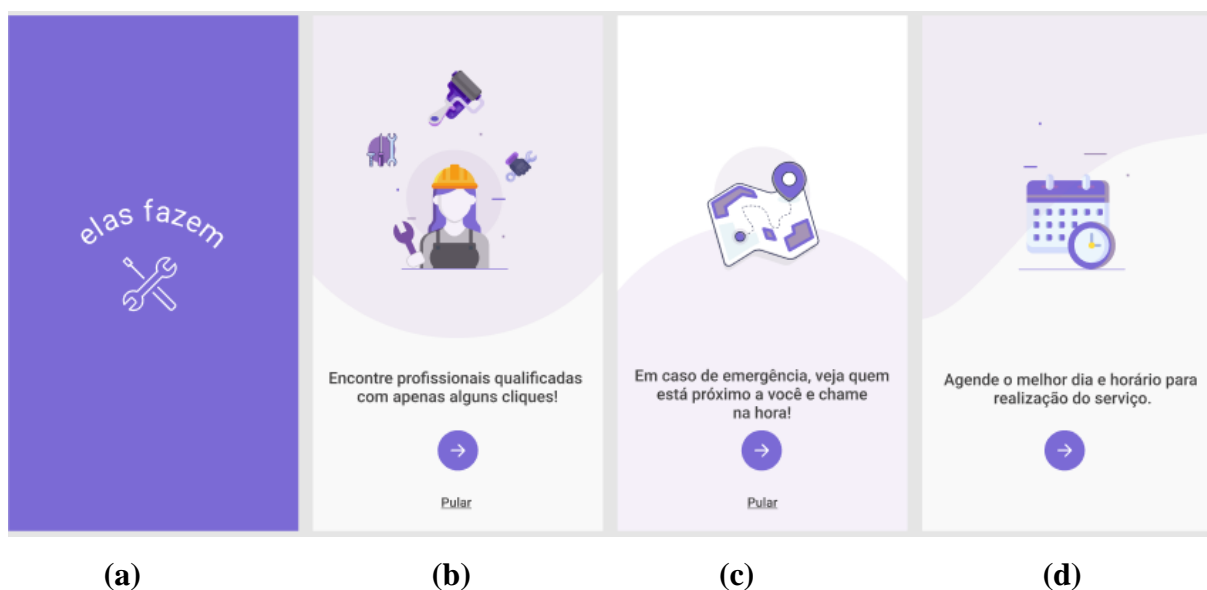 elas fazem
Encontre profissionais qualificadas
com apenas alguns cliques!
Pular
Em caso de emergência, veja quem
está próximo a você e chame
na hora!
Pular
Agende o melhor dia e horário para
realização do serviço.
(a)
(b)
(c)
(d)